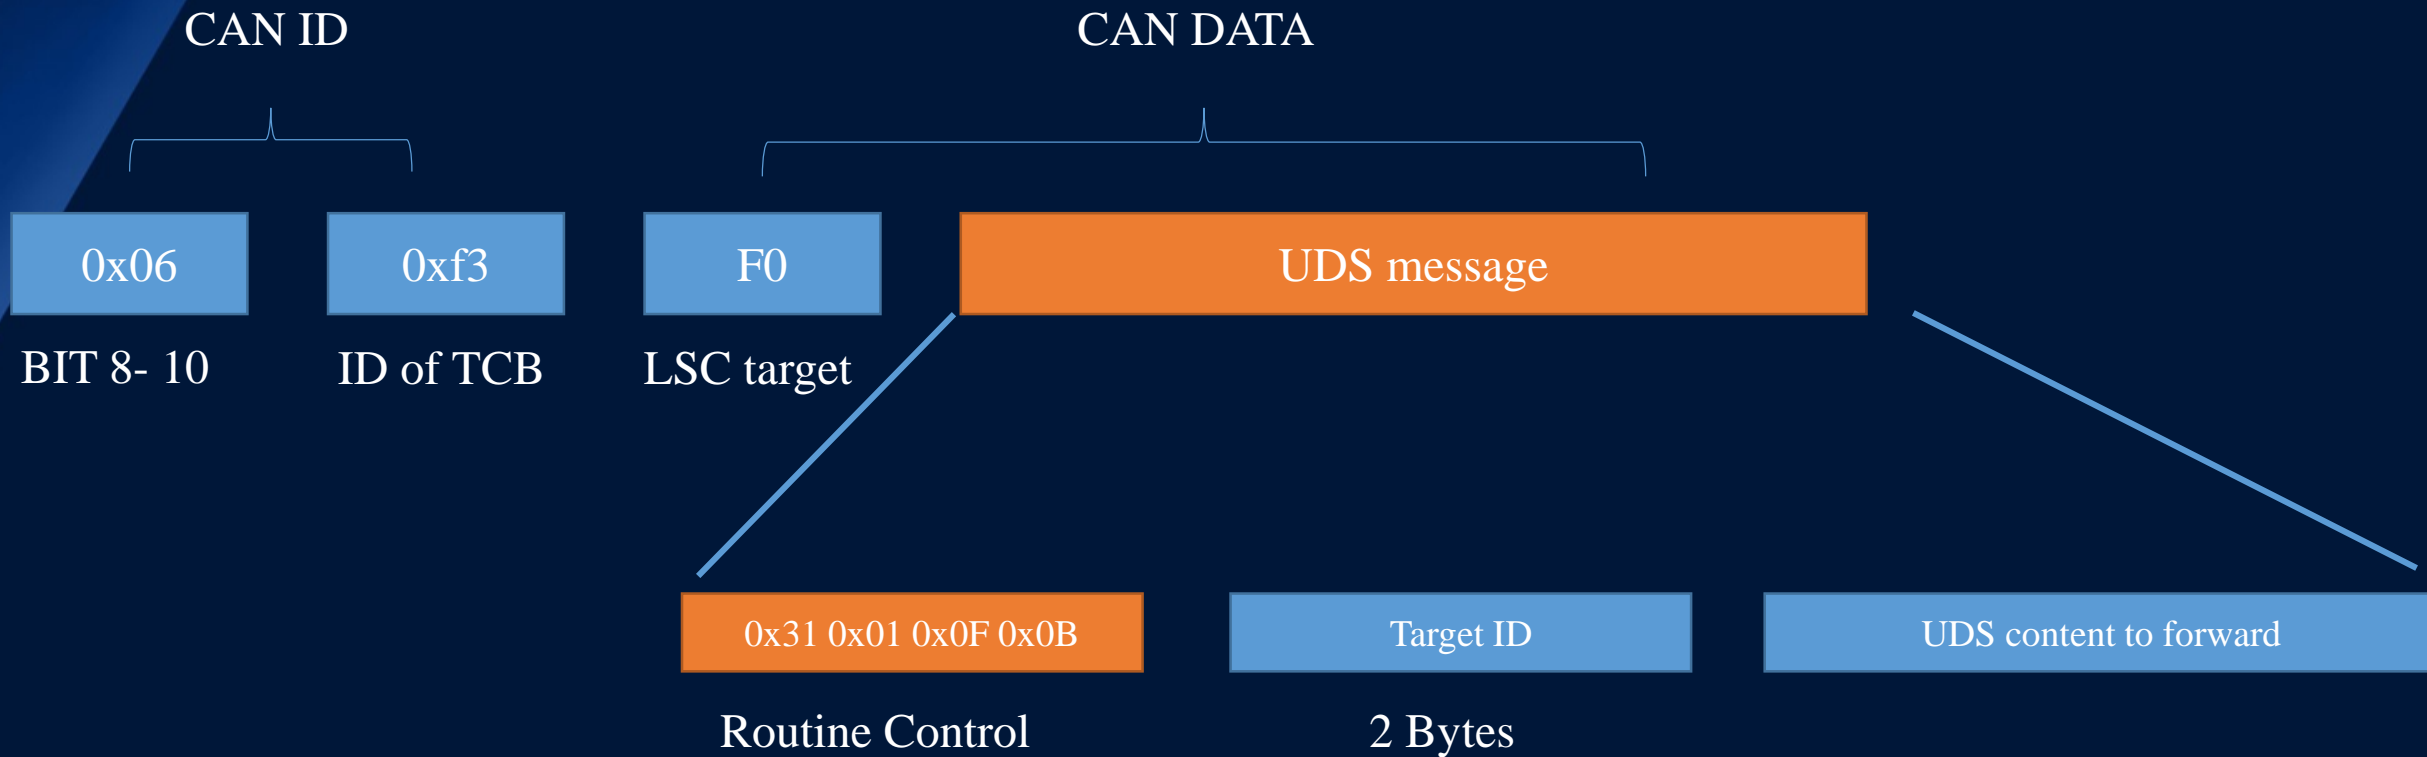 CAN ID
CAN DATA
0x06
0xf3
F0
UDS message
BIT 8- 10
ID of TCB
LSC target
0x31 0x01 0x0F 0x0B
Target ID
UDS content to forward
Routine Control
2 Bytes